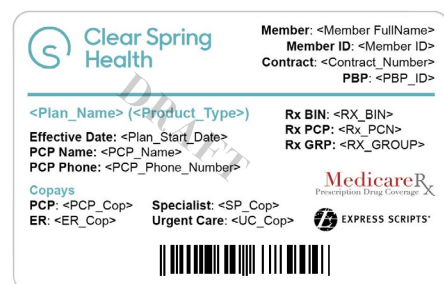 Clear Spring
Health
Member: <Member FullName>
Member ID: <Member ID>
Contract: <Contract_Number>
PBP: <PBP_ID>
DRAFT
<Plan_Name> (<Product_Type>)
Effective Date: <Plan_Start_Date>
PCP Name: <PCP_Name>
PCP Phone: <PCP_Phone_Number>
Rx BIN: <RX_BIN>
Rx PCP: <Rx_PCN>
Rx GRP: <RX_GROUP>
Copays
PCP: <PCP_Cop> Specialist: <SP_Cop>
ER: <ER_Cop> Urgent Care: <UC_Cop>
MedicareRx
Prescription Drug Coverage
EXPRESS SCRIPTS®